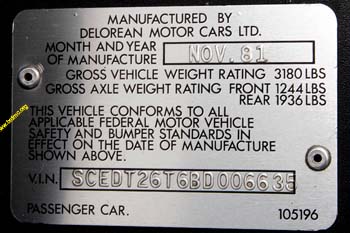 MANUFACTURED BY
DELOREAN MOTOR CARS LTD.
MONTH AND YEAR
OF MANUFACTURE NOV. 81
GROSS VEHICLE WEIGHT RATING 3180 LBS
GROSS AXLE WEIGHT RATING FRONT 1244 LBS
REAR 1936 LBS
THIS VEHICLE CONFORMS TO ALL
APPLICABLE FEDERAL MOTOR VEHICLE
SAFETY AND BUMPER STANDARDS IN
EFFECT ON THE DATE OF MANUFACTURE
SHOWN ABOVE.
V.I.N. SCEDT26T6BD006635
PASSENGER CAR. 105196